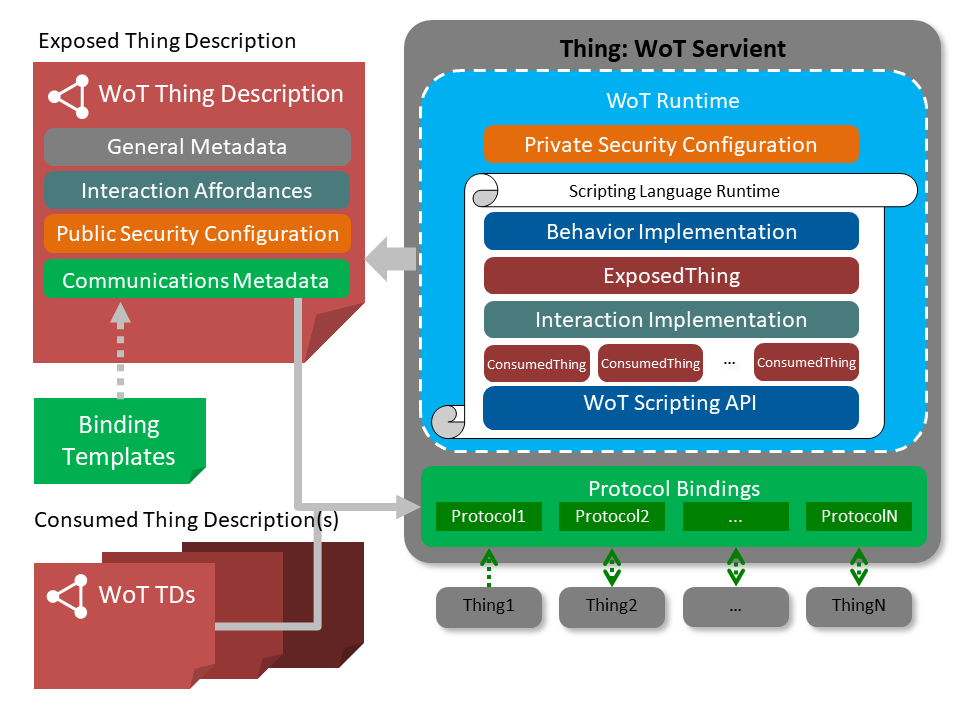 Exposed Thing Description
WoT Thing Description
General Metadata
Interaction Affordances
Public Security Configuration
Communications Metadata
Binding
Templates
Consumed Thing Description(s)
WoT TDs
Thing: WoT Servient
WoT Runtime
Private Security Configuration
Scripting Language Runtime
Behavior Implementation
ExposedThing
Interaction Implementation
ConsumedThing ConsumedThing ... ConsumedThing
WoT Scripting API
Protocol Bindings
Protocol1 Protocol2 ... ProtocolN
Thing1 Thing2 ... ThingN